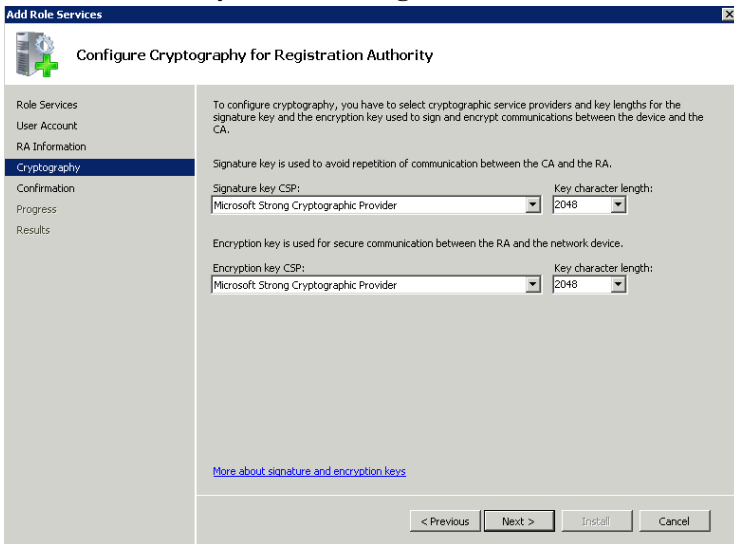 Add Role Services
Configure Cryptography for Registration Authority
Role Services
User Account
RA Information
Cryptography
Confirmation
Progress
Results
To configure cryptography, you have to select cryptographic service providers and key lengths for the
signature key and the encryption key used to sign and encrypt communications between the device and the
CA.
Signature key is used to avoid repetition of communication between the CA and the RA.
Signature key CSP: Key character length:
Microsoft Strong Cryptographic Provider 2048
Encryption key is used for secure communication between the RA and the network device.
Encryption key CSP: Key character length:
Microsoft Strong Cryptographic Provider 2048
More about signature and encryption keys
< Previous Next > Install Cancel